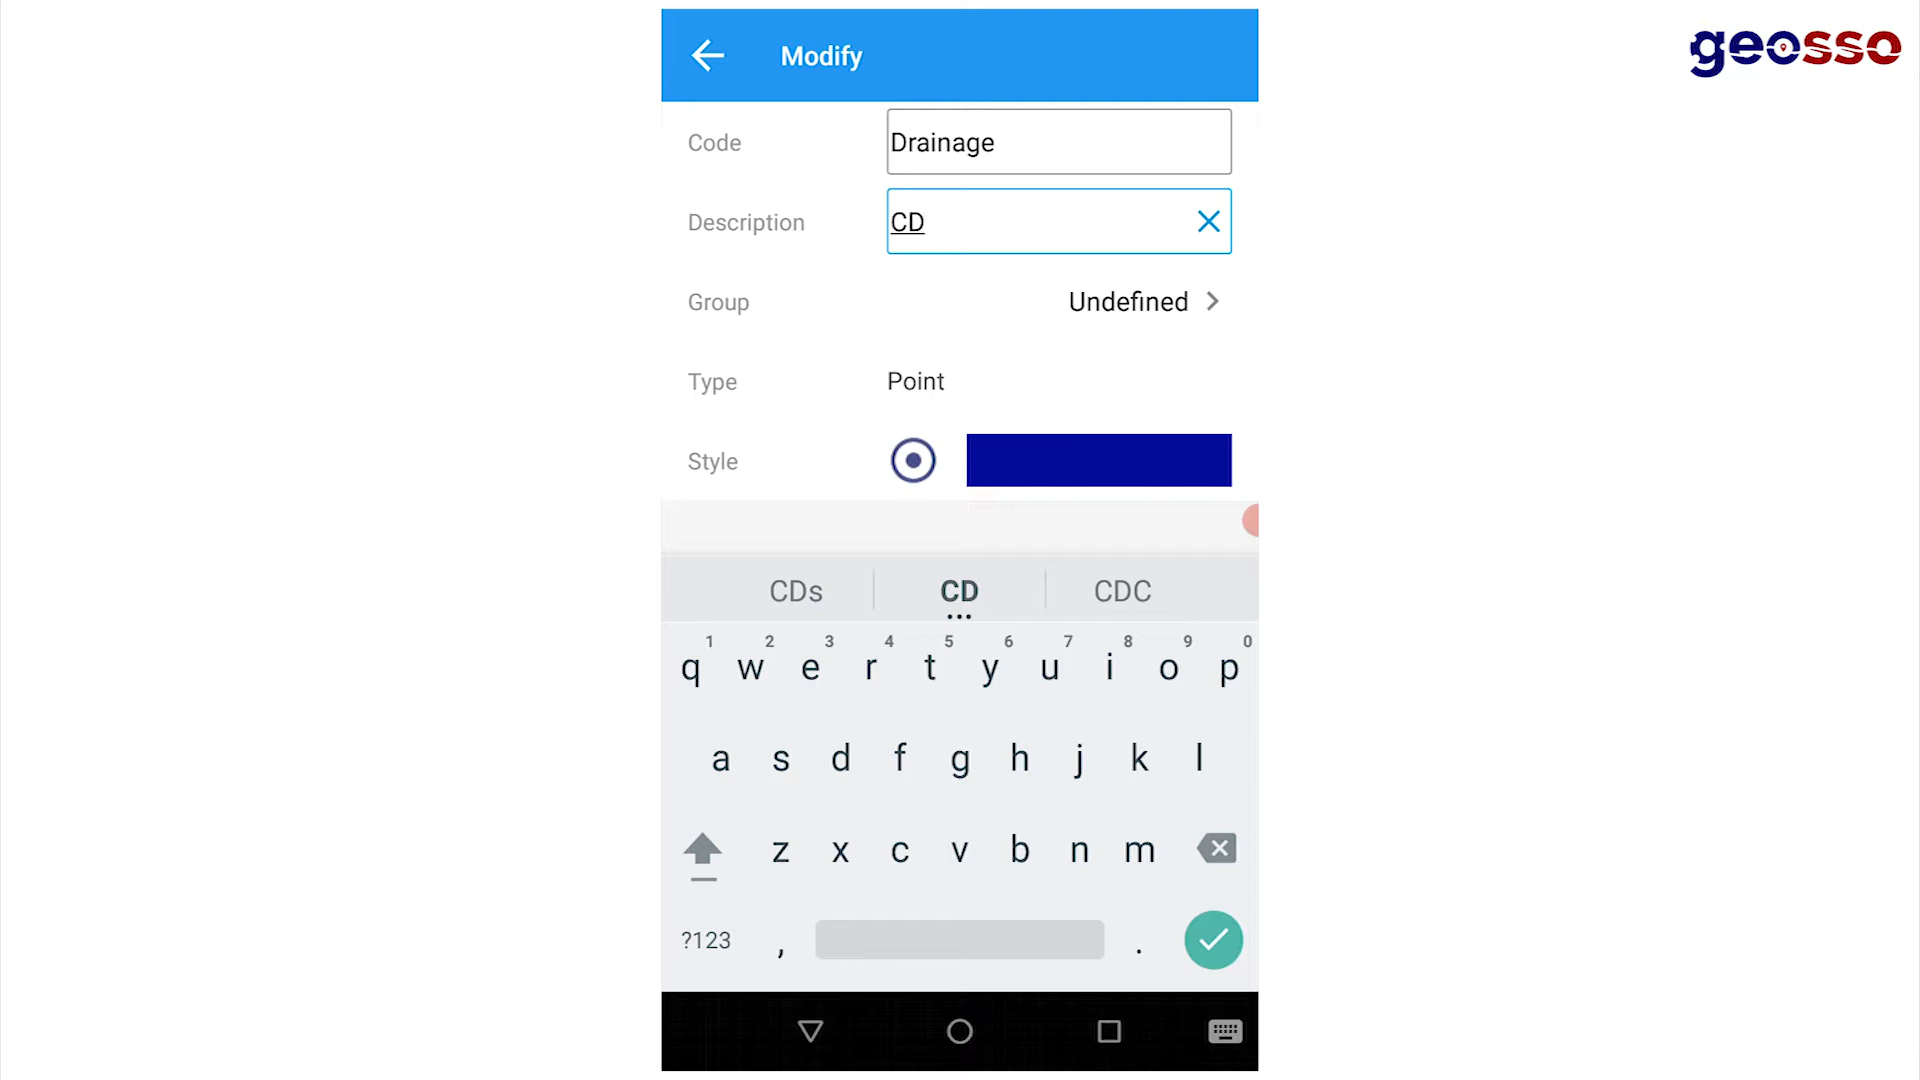 geosso
Modify
Code Drainage
Description CD
Group Undefined
Type Point
Style
CDs CD CDC
1 2 3 4 5 6 7 8 9 0
q w e r t y u i o p
a s d f g h j k l
z x c v b n m
?123 , .